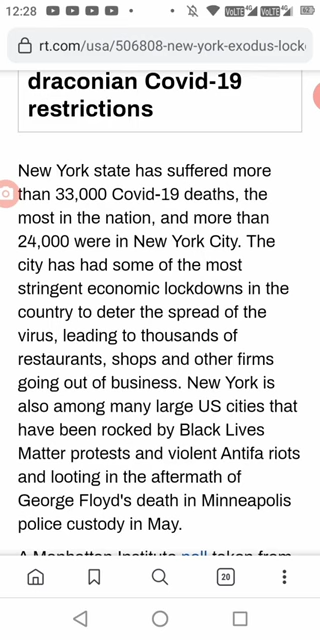 12:28
rt.com/usa/506808-new-york-exodus-lock
draconian Covid-19
restrictions
New York state has suffered more
than 33,000 Covid-19 deaths, the
most in the nation, and more than
24,000 were in New York City. The
city has had some of the most
stringent economic lockdowns in the
country to deter the spread of the
virus, leading to thousands of
restaurants, shops and other firms
going out of business. New York is
also among many large US cities that
have been rocked by Black Lives
Matter protests and violent Antifa riots
and looting in the aftermath of
George Floyd's death in Minneapolis
police custody in May.
A Manhattan Institute poll taken from
20